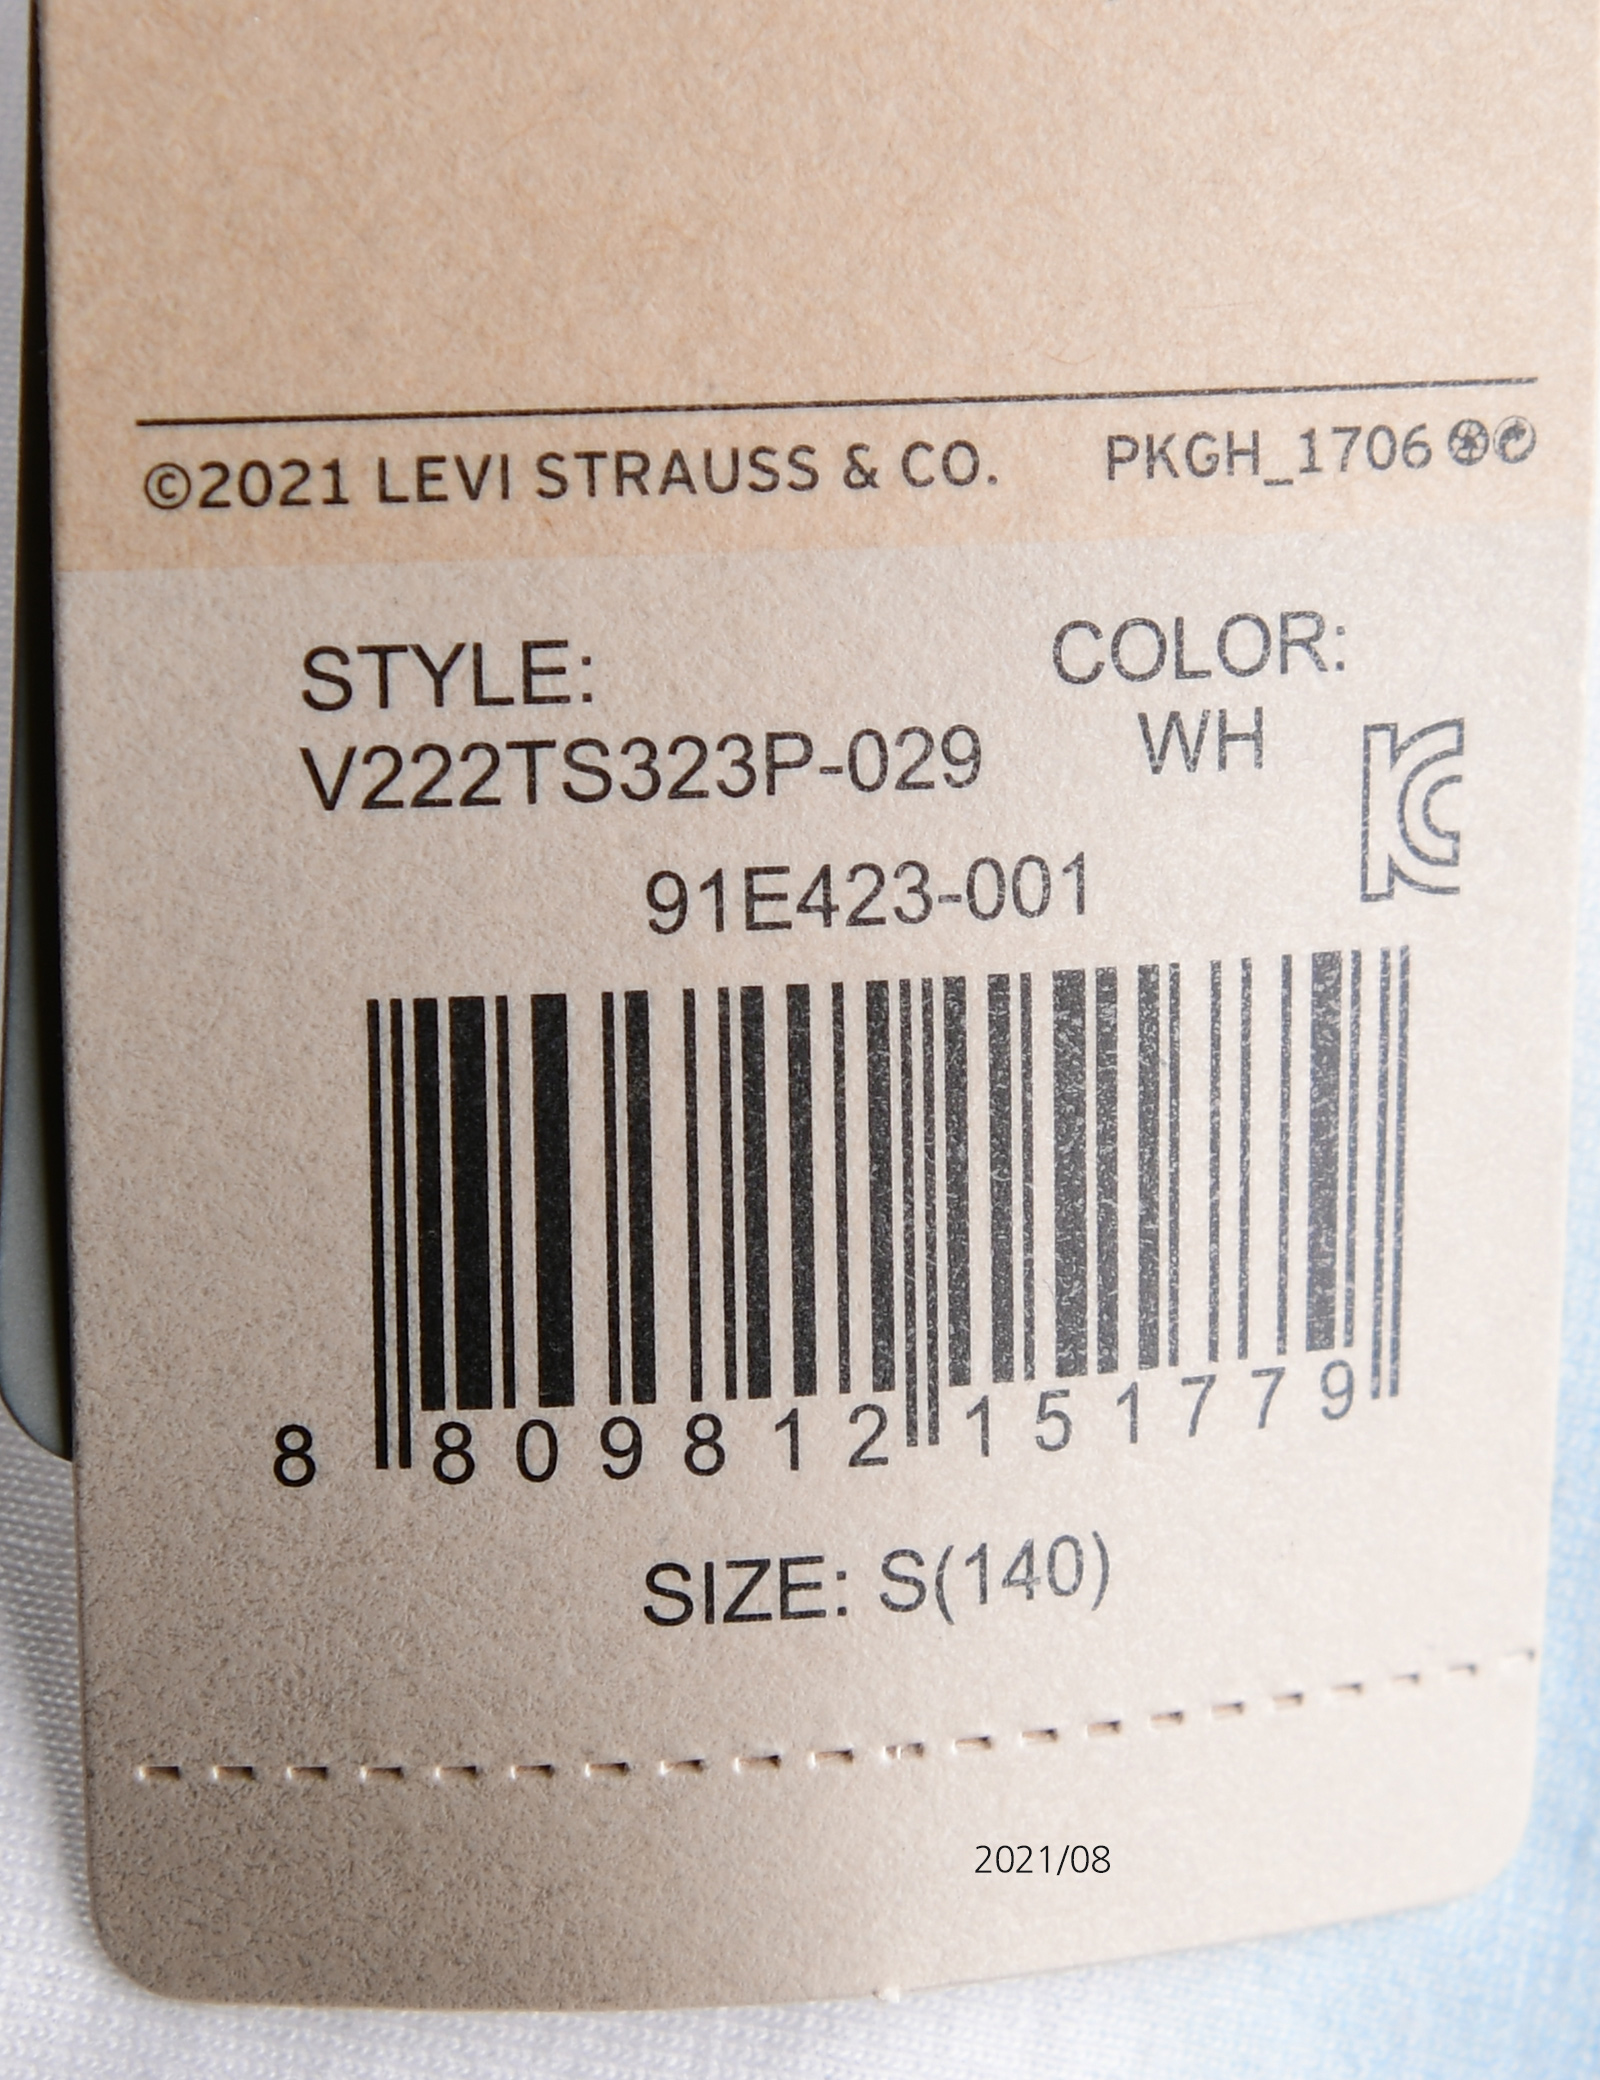 ©2021 LEVI STRAUSS & CO. PKGH_1706
STYLE: COLOR:
V222TS323P-029 WH
91E423-001
8 809812 151779
SIZE: S(140)
2021/08